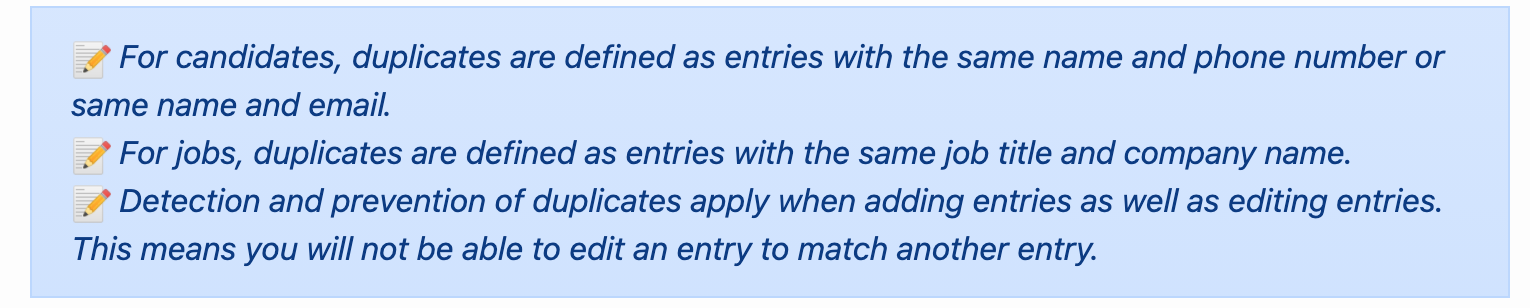 📝 For candidates, duplicates are defined as entries with the same name and phone number or
same name and email.
📝 For jobs, duplicates are defined as entries with the same job title and company name.
📝 Detection and prevention of duplicates apply when adding entries as well as editing entries.
This means you will not be able to edit an entry to match another entry.